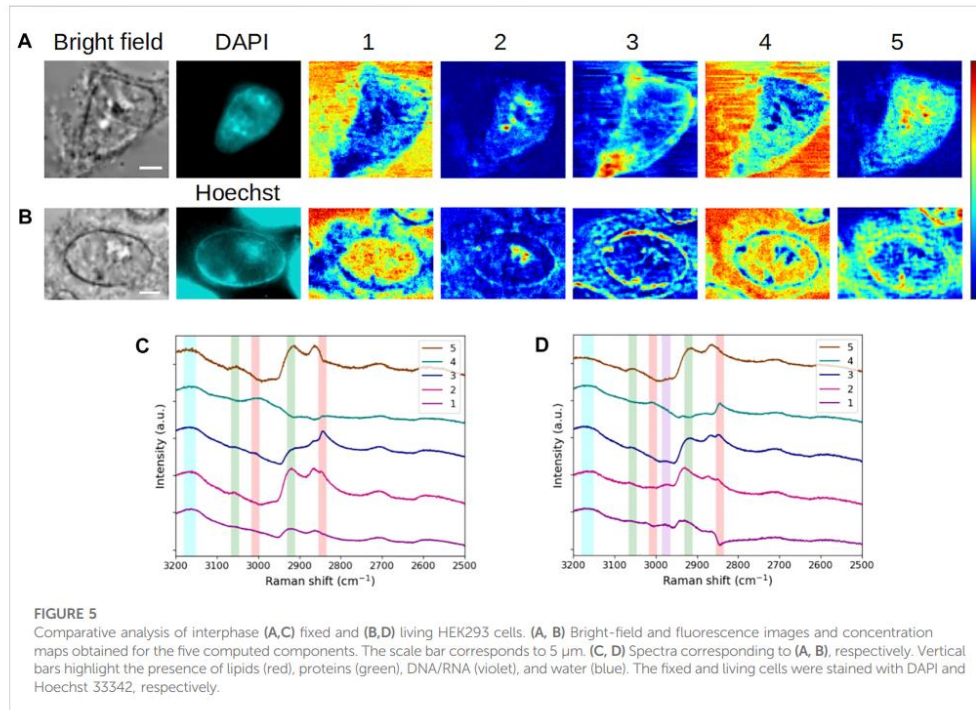 A Bright field DAPI 1 2 3 4 5
Hoechst
B
C
5
4
3
2
1
Intensity (a.u.)
3200 3100 3000 2900 2800 2700 2600 2500
Raman shift (cm⁻¹)
D
5
4
3
2
1
Intensity (a.u.)
3200 3100 3000 2900 2800 2700 2600 2500
Raman shift (cm⁻¹)
FIGURE 5
Comparative analysis of interphase (A,C) fixed and (B,D) living HEK293 cells. (A, B) Bright-field and fluorescence images and concentration
maps obtained for the five computed components. The scale bar corresponds to 5 μm. (C, D) Spectra corresponding to (A, B), respectively. Vertical
bars highlight the presence of lipids (red), proteins (green), DNA/RNA (violet), and water (blue). The fixed and living cells were stained with DAPI and
Hoechst 33342, respectively.